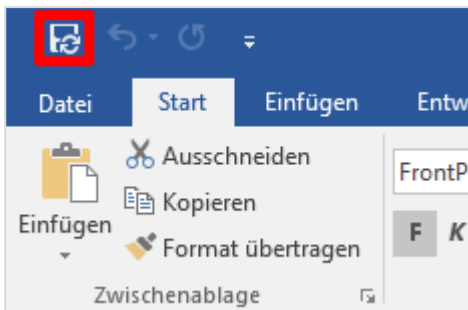 Datei Start Einfügen Entw
Ausschneiden
Kopieren
Einfügen
Format übertragen
Zwischenablage
FrontP
F K